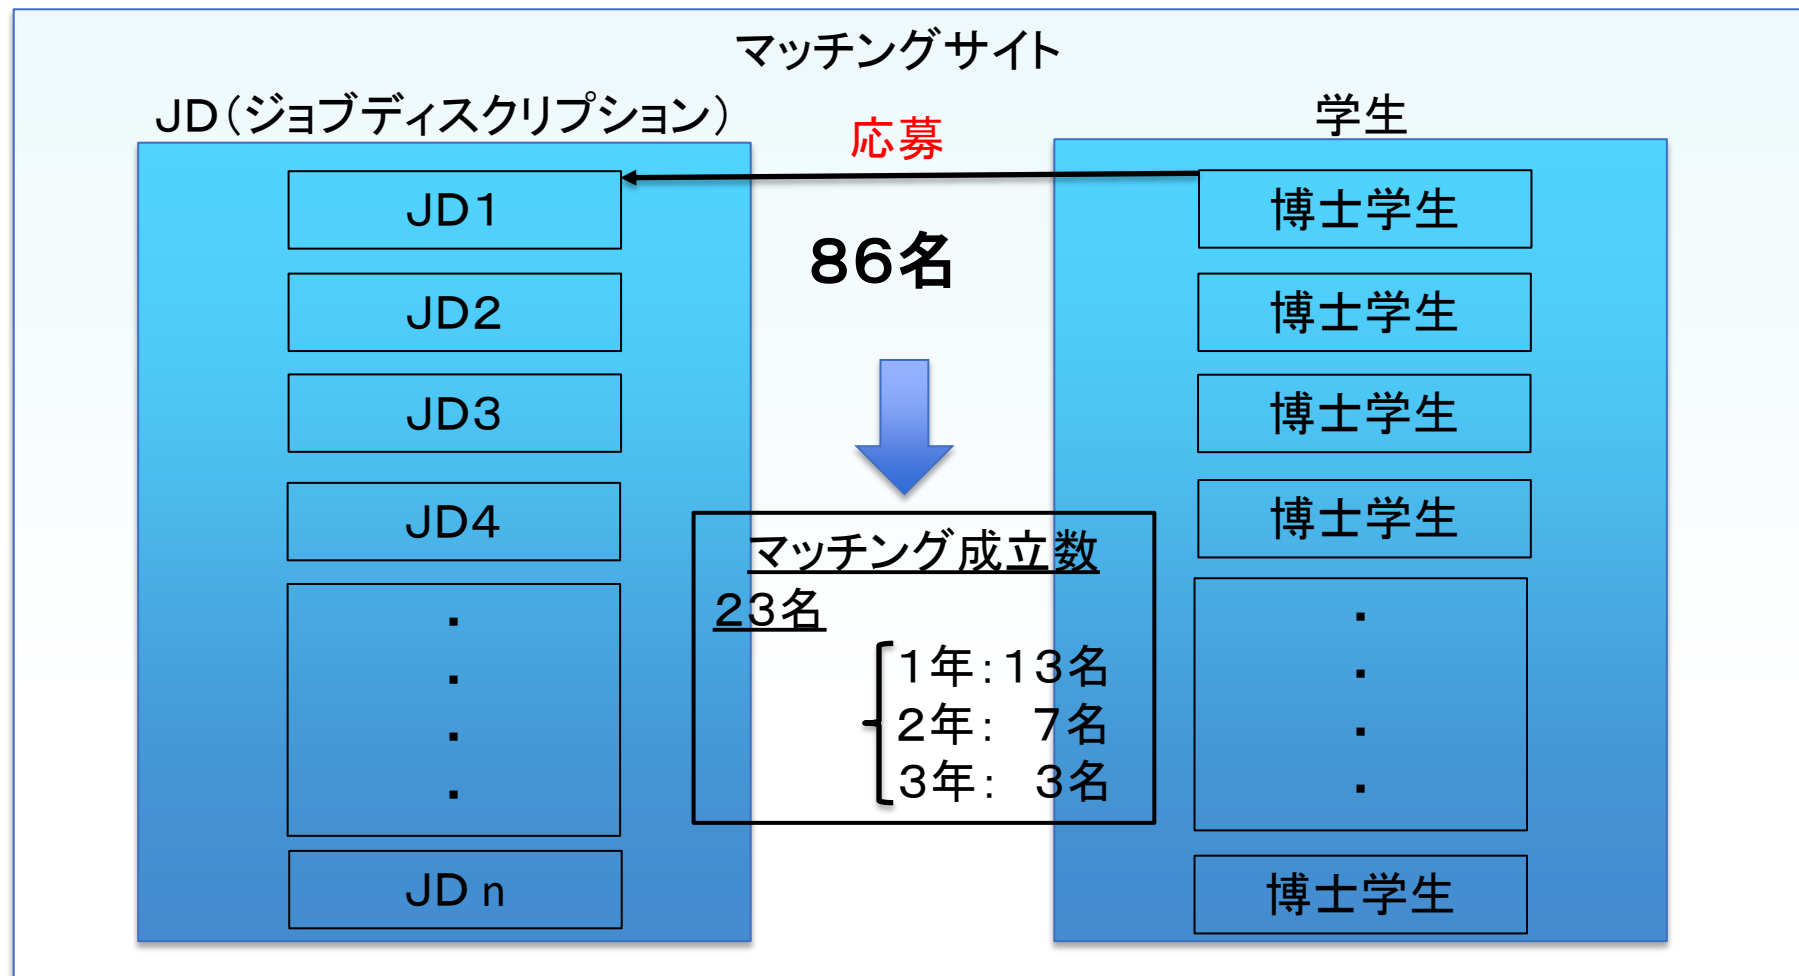 マッチングサイト
JD(ジョブディスクリプション)
学生
応募
86名
JD1
JD2
JD3
JD4
・
・
・
・
JDn
博士学生
博士学生
博士学生
博士学生
・
・
・
・
博士学生
マッチング成立数
23名
1年:13名
2年: 7名
3年: 3名